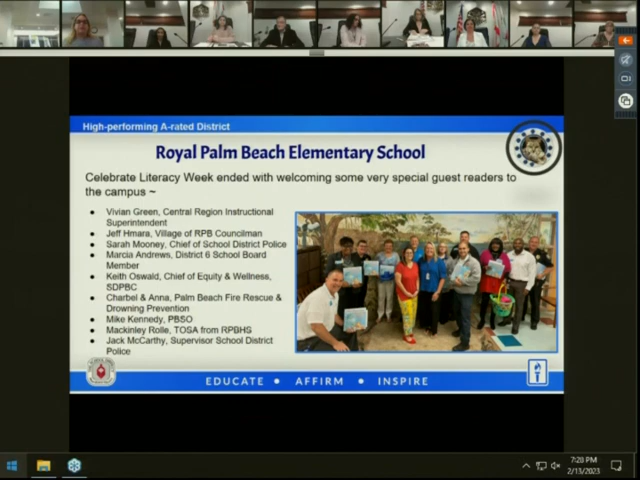 High-performing A-rated District
Royal Palm Beach Elementary School
Celebrate Literacy Week ended with welcoming some very special guest readers to
the campus ~
● Vivian Green, Central Region Instructional
Superintendent
● Jeff Hmara, Village of RPB Councilman
● Sarah Mooney, Chief of School District Police
● Marcia Andrews, District 6 School Board
Member
● Keith Oswald, Chief of Equity & Wellness,
SDPBC
● Charbel & Anna, Palm Beach Fire Rescue &
Drowning Prevention
● Mike Kennedy, PBSO
● Mackinley Rolle, TOSA from RPBHS
● Jack McCarthy, Supervisor School District
Police
EDUCATE ● AFFIRM ● INSPIRE
7:28 PM
2/13/2023